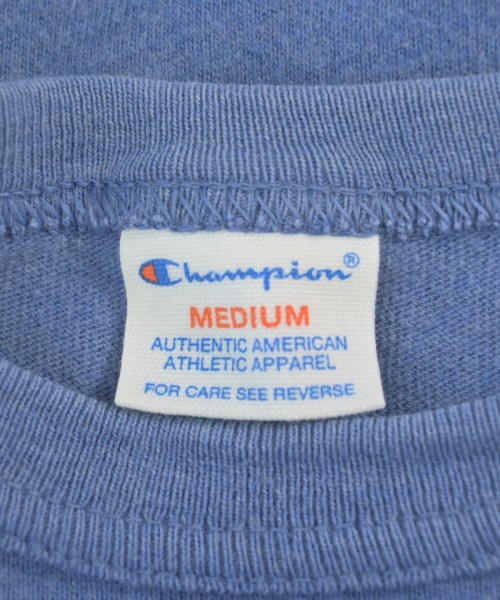 Champion®
MEDIUM
AUTHENTIC AMERICAN
ATHLETIC APPAREL
FOR CARE SEE REVERSE